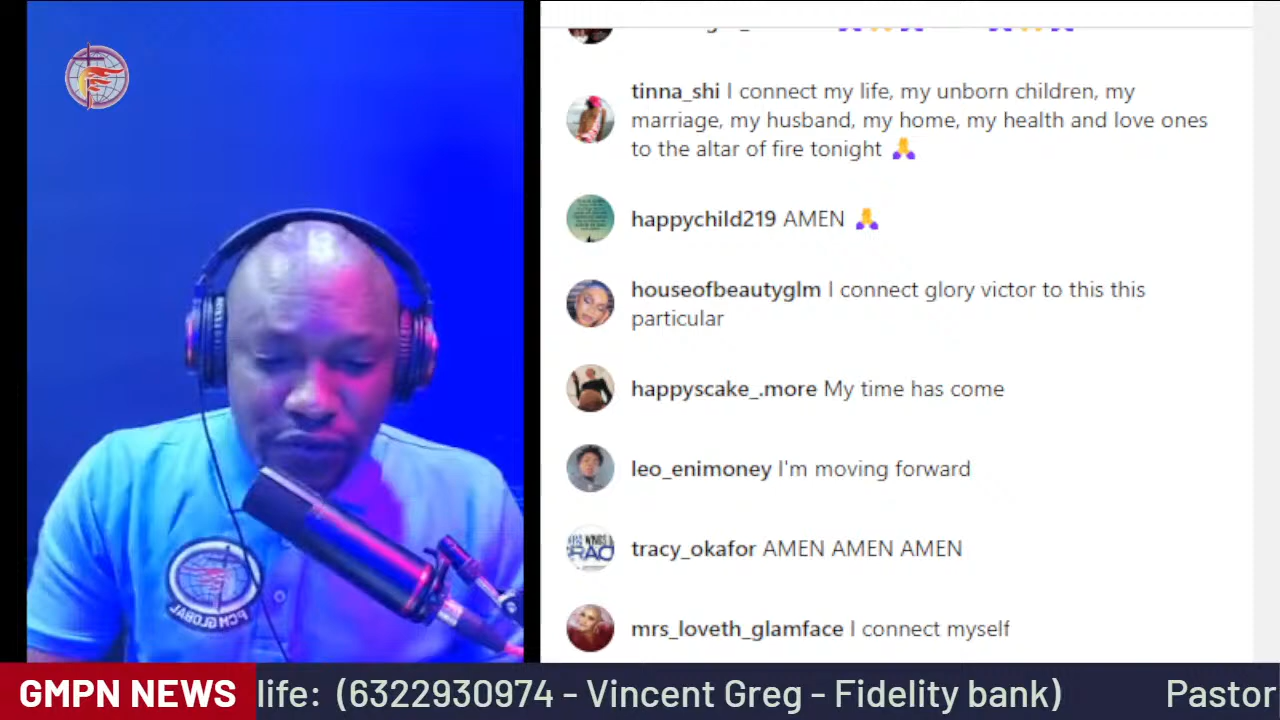 tinna_shi I connect my life, my unborn children, my
marriage, my husband, my home, my health and love ones
to the altar of fire tonight 🙏
happychild219 AMEN 🙏
houseofbeautyglm I connect glory victor to this this
particular
happyscake_.more My time has come
leo_enimoney I'm moving forward
tracy_okafor AMEN AMEN AMEN
mrs_loveth_glamface I connect myself
PCH GLOBAL
GMPN NEWS life: (6322930974 - Vincent Greg - Fidelity bank) Pastor